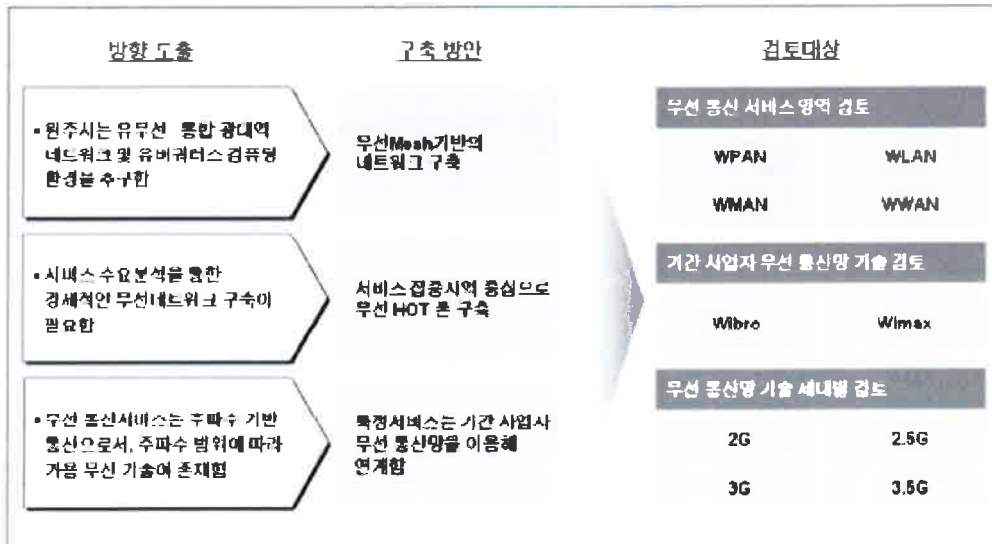 방향 도출
구축 방안
검토대상
▪ 원주시는 유무선 통합 광대역
네트워크 및 유비쿼터스 컴퓨팅
환경을 추구함
무선Mesh기반의
네트워크 구축
무선 통신 서비스 영역 검토
WPAN WLAN
WMAN WWAN
▪ 서비스 수요분석을 통한
경제적인 무선네트워크 구축이
필요함
서비스 집중지역 중심으로
무선 HOT 존 구축
기간 사업자 무선 통신망 기술 검토
Wibro Wimax
▪ 무선 통신서비스는 주파수 기반
통신으로서, 주파수 범위에 따라
가용 무선 기술이 존재함
특정서비스는 기간 사업자
무선 통신망을 이용해
연계함
무선 통신망 기술 세대별 검토
2G 2.5G
3G 3.5G